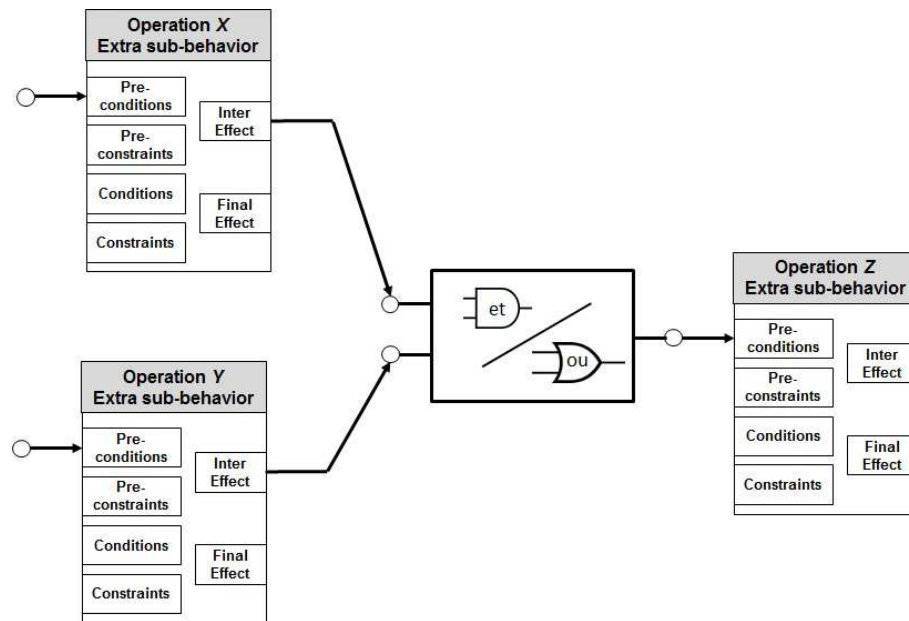 Operation X
Extra sub-behavior
Pre-
conditions
Inter
Effect
Pre-
constraints
Conditions
Final
Effect
Constraints
et
ou
Operation Z
Extra sub-behavior
Pre-
conditions
Inter
Effect
Pre-
constraints
Conditions
Final
Effect
Constraints
Operation Y
Extra sub-behavior
Pre-
conditions
Inter
Effect
Pre-
constraints
Conditions
Final
Effect
Constraints